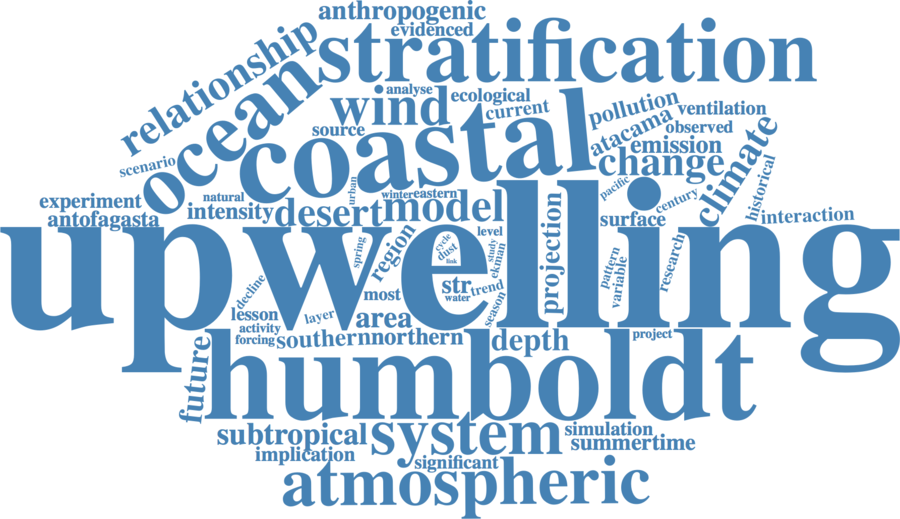 anthropogenic
evidenced
stratification
relationship
ocean
wind
analyse
ecological
current
source
coastal
pollution
ventilation
atacama
observed
emission
change
climate
scenario
experiment
antofagasta
natural
intensity
desert
urban
winter
eastern
model
pacific
century
surface
historical
interaction
upwelling
spring
region
cycle
dust
link
level
study
ekman
projection
pattern
variable
research
decline
lesson
activity
forcing
layer
most
area
str
water
trend
season
southern
northern
depth
project
future
humboldt
subtropical
system
simulation
summertime
implication
significant
atmospheric